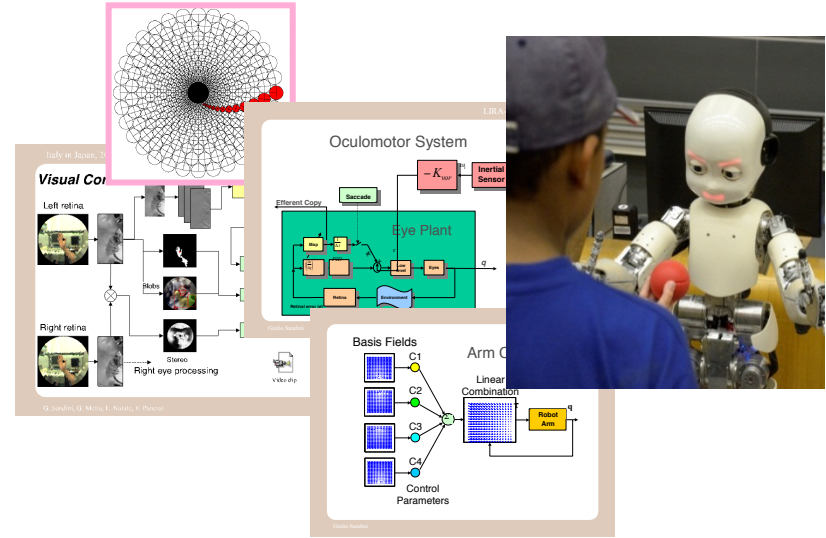 Italy in Japan, 20
Visual Con
Left retina
Blobs
Right retina
Stereo
Right eye processing
Video clip
G. Sandini, G. Metta, L. Natale, F. Panerai
LIRA
Oculomotor System
Inertial
Sensor
Saccade
Efferent Copy
Eye Plant
Map
q
Eyes
Retina
Environment
Giulio Sandini
Basis Fields
Arm C
C1
Linear
Combination
C2
Robot
Arm
q
C3
C4
Control
Parameters
Giulio Sandini